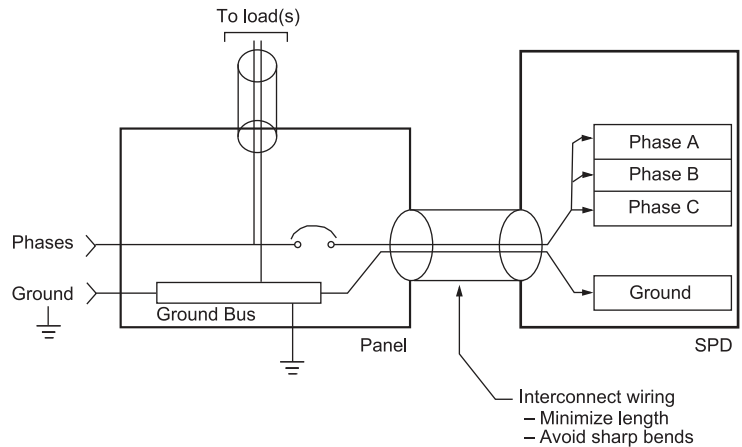 To load(s)
Phase A
Phase B
Phase C
Phases
Ground
Ground
Ground Bus
Panel
SPD
Interconnect wiring
– Minimize length
– Avoid sharp bends